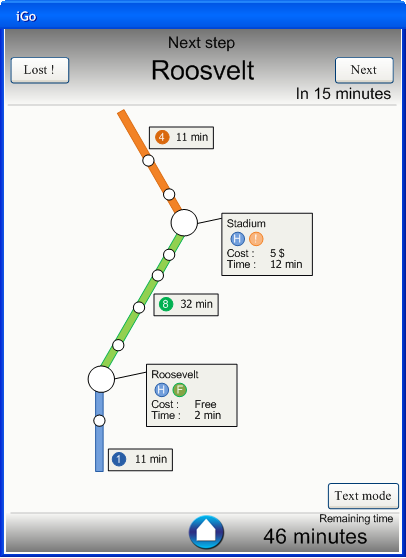 iGo
Next step
Lost !
Roosvelt
Next
In 15 minutes
4 11 min
Stadium
H !
Cost : 5 $
Time : 12 min
8 32 min
Roosevelt
H F
Cost : Free
Time : 2 min
1 11 min
Text mode
Remaining time
46 minutes